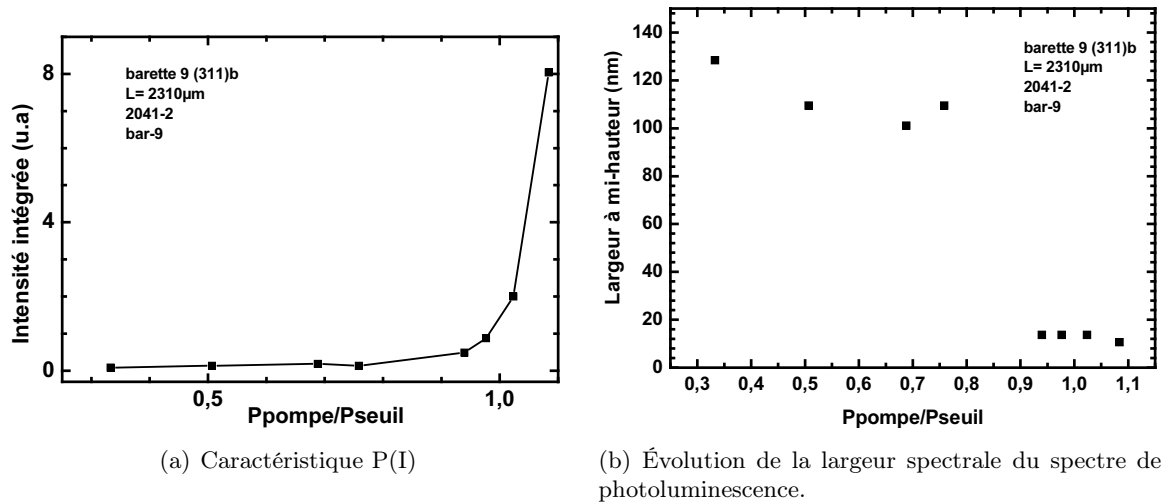 Intensité intégrée (u.a)
8
4
0
barette 9 (311)b
L= 2310µm
2041-2
bar-9
0,5
1,0
Ppompe/Pseuil
(a) Caractéristique P(I)
Largeur à mi-hauteur (nm)
140
120
100
80
60
40
20
0
barette 9 (311)b
L= 2310µm
2041-2
bar-9
0,3 0,4 0,5 0,6 0,7 0,8 0,9 1,0 1,1
Ppompe/Pseuil
(b) Évolution de la largeur spectrale du spectre de
photoluminescence.